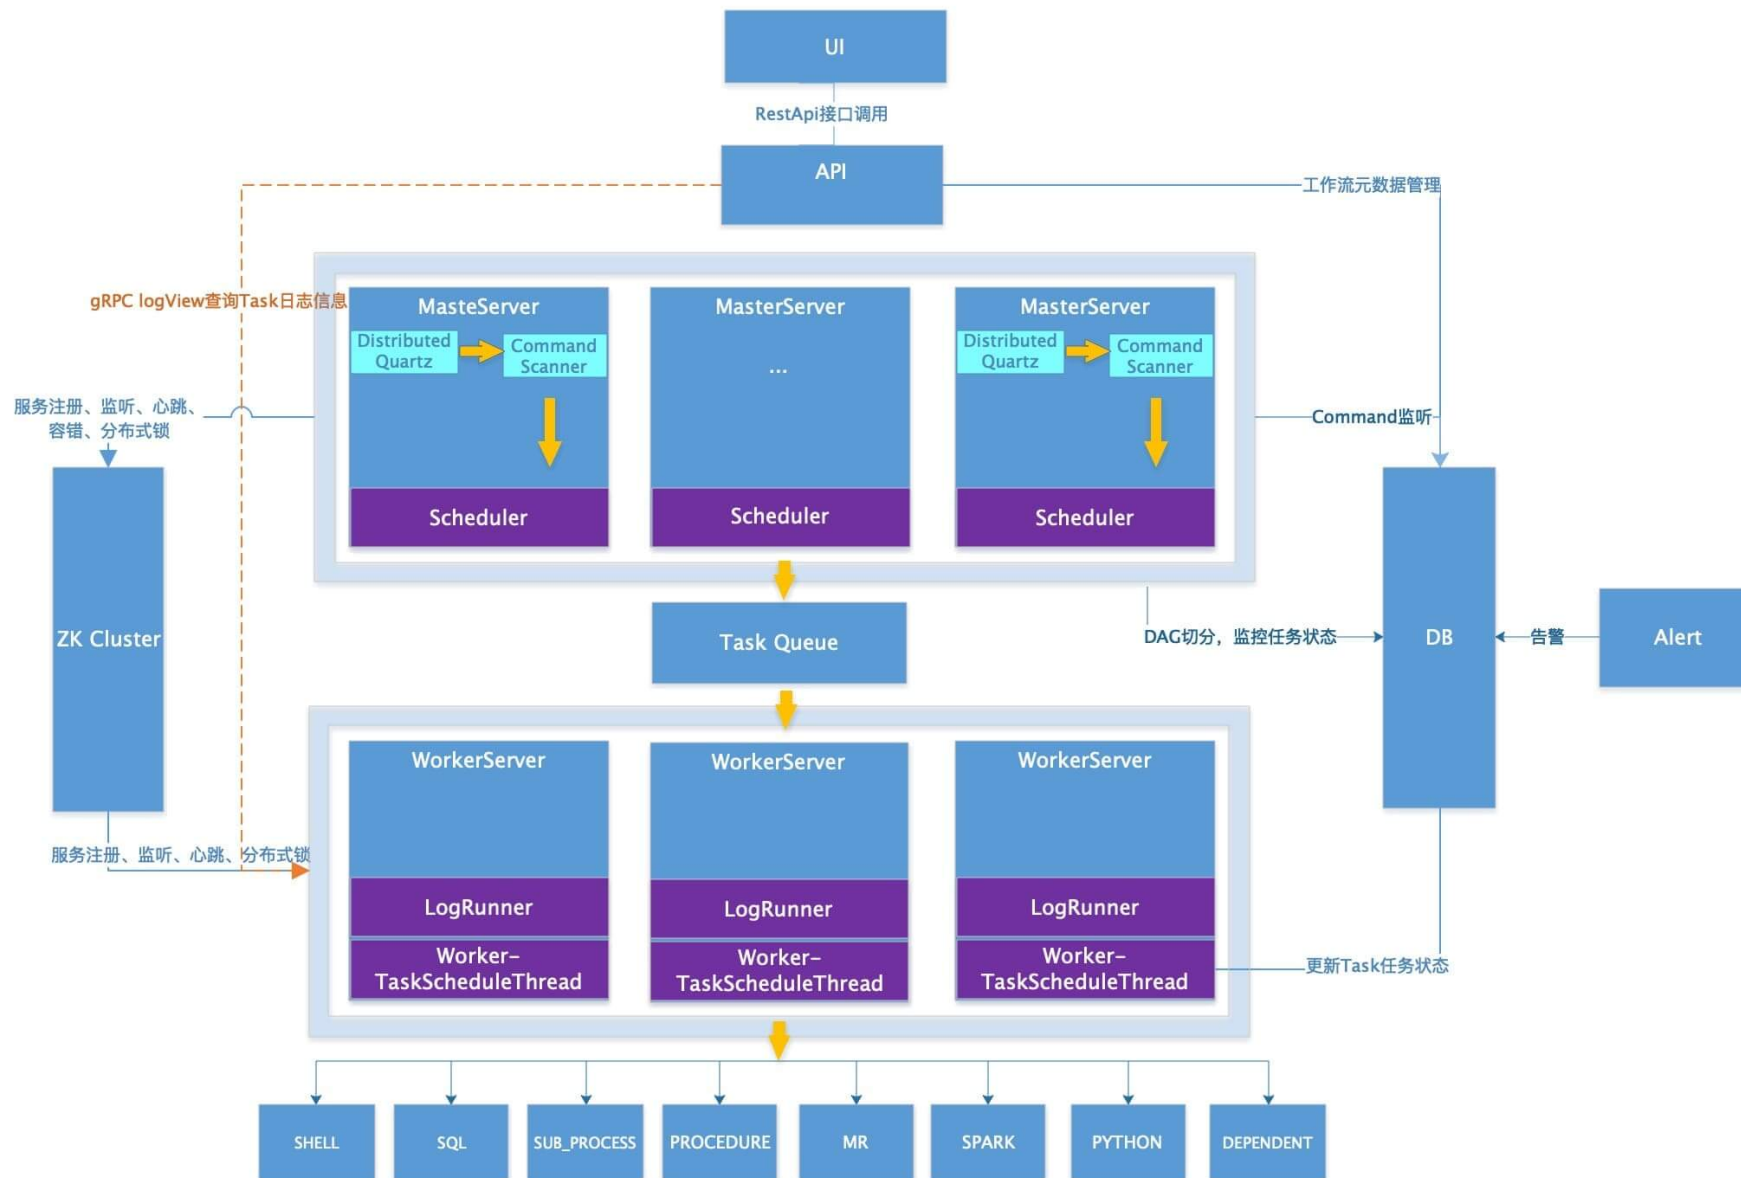 UI
RestApi接口调用
API
工作流元数据管理
gRPC logView查询Task日志信息
MasteServer
Distributed
Quartz
Command
Scanner
Scheduler
MasterServer
...
Scheduler
MasterServer
Distributed
Quartz
Command
Scanner
Scheduler
服务注册、监听、心跳、
容错、分布式锁
Command监听
ZK Cluster
Task Queue
DAG切分，监控任务状态
DB
告警
Alert
服务注册、监听、心跳、分布式锁
WorkerServer
LogRunner
Worker-
TaskScheduleThread
WorkerServer
LogRunner
Worker-
TaskScheduleThread
WorkerServer
LogRunner
Worker-
TaskScheduleThread
更新Task任务状态
SHELL
SQL
SUB_PROCESS
PROCEDURE
MR
SPARK
PYTHON
DEPENDENT